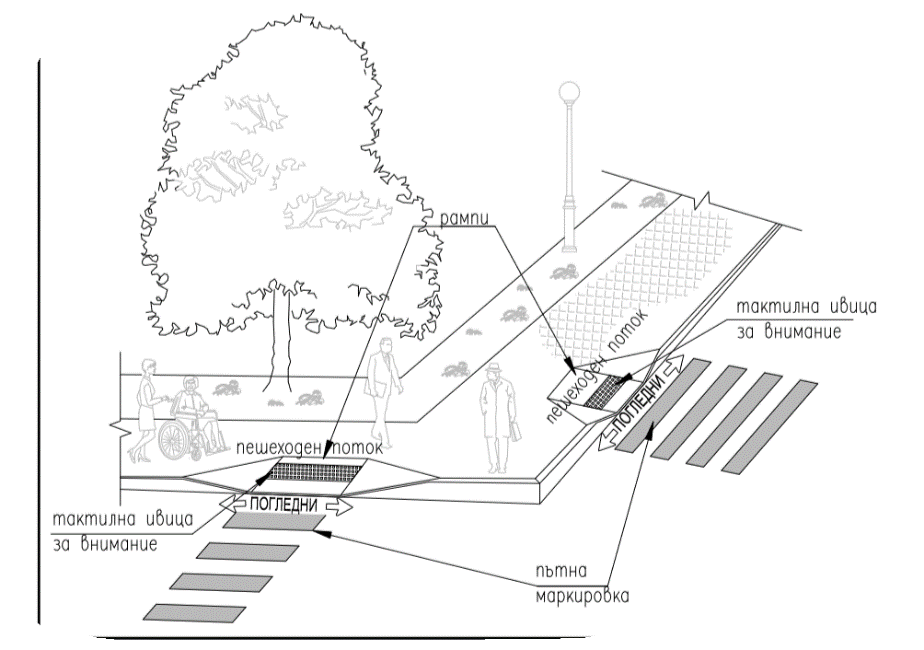 рампи
тактилна ивица
за внимание
пешеходен поток
ПОГЛЕДНИ
пешеходен поток
ПОГЛЕДНИ
тактилна ивица
за внимание
пътна
маркировка